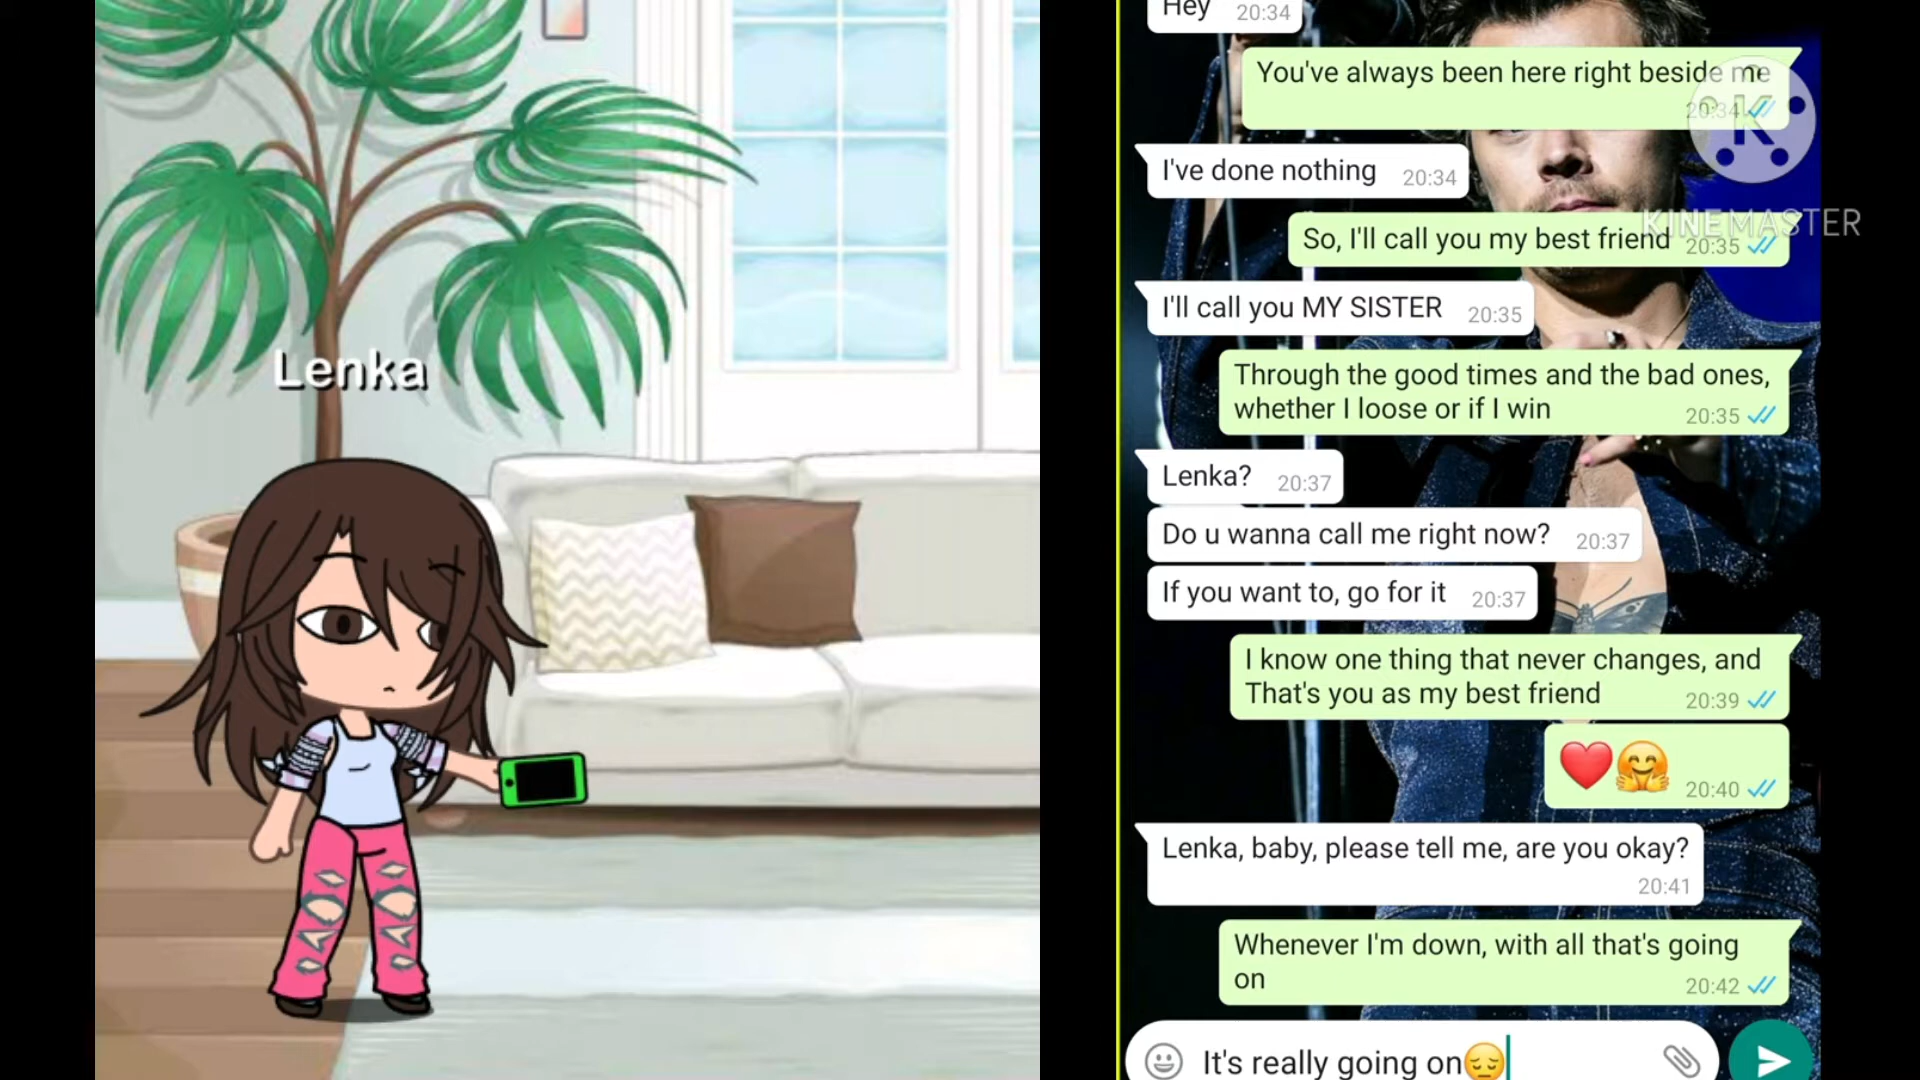 Lenka
Hey 20:34
You've always been here right beside me
20:34
I've done nothing 20:34
So, I'll call you my best friend 20:35
I'll call you MY SISTER 20:35
Through the good times and the bad ones,
whether I loose or if I win 20:35
Lenka? 20:37
Do u wanna call me right now? 20:37
If you want to, go for it 20:37
I know one thing that never changes, and
That's you as my best friend 20:39
❤️🤗 20:40
Lenka, baby, please tell me, are you okay?
20:41
Whenever I'm down, with all that's going
on 20:42
It's really going on😔
K
KINEMASTER